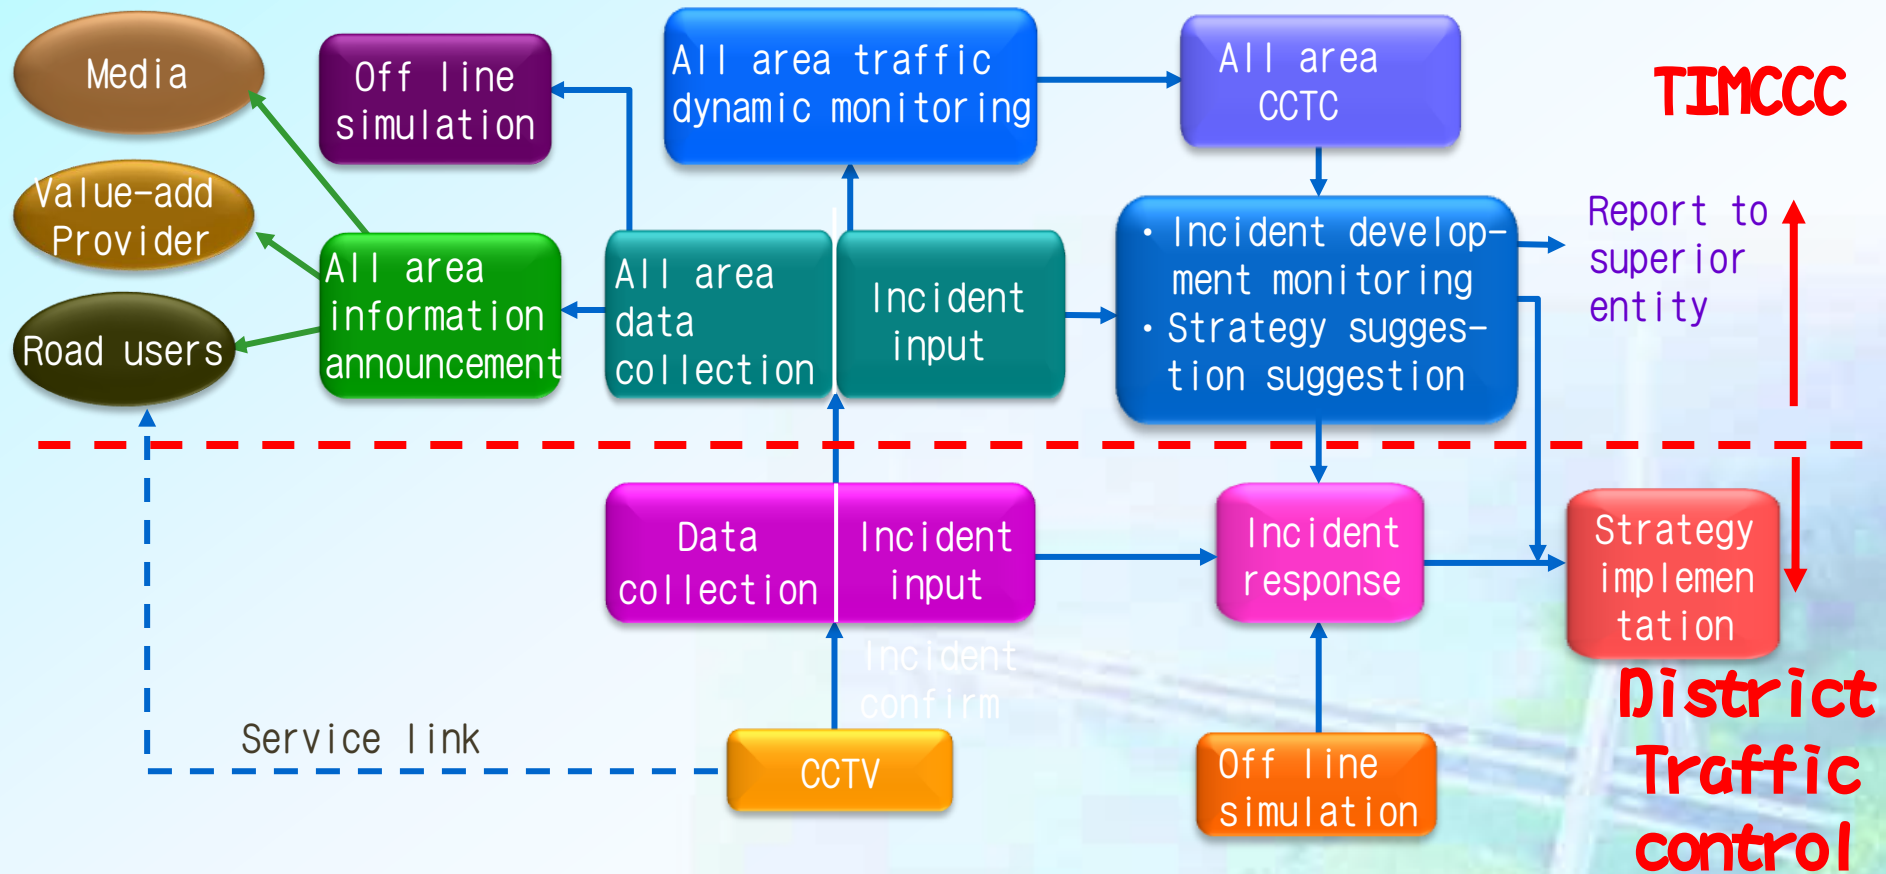 Media
Off line
simulation
All area traffic
dynamic monitoring
All area
CCTC
TIMCCC
Value-add
Provider
Road users
All area
information
announcement
All area
data
collection
Incident
input
· Incident develop-
ment monitoring
· Strategy sugges-
tion suggestion
Report to
superior
entity
Data
collection
Incident
input
Incident
response
Strategy
implemen
tation
Incident
confirm
Service link
CCTV
Off line
simulation
District
Traffic
control